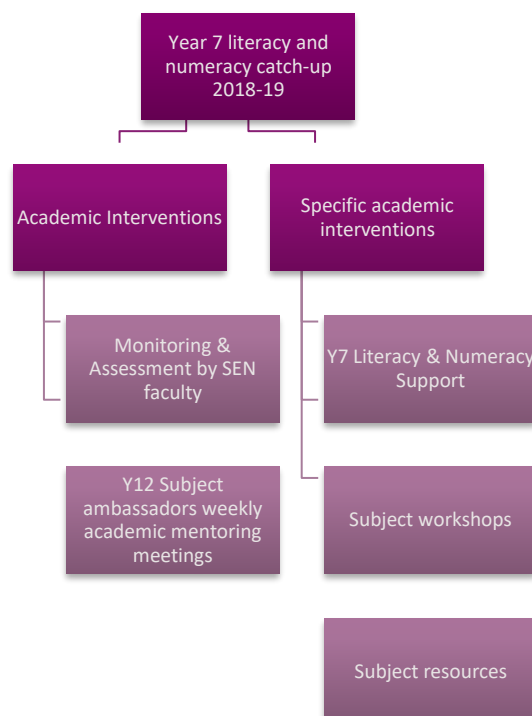 Year 7 literacy and
numeracy catch-up
2018-19
Academic Interventions
Specific academic
interventions
Monitoring &
Assessment by SEN
faculty
Y7 Literacy & Numeracy
Support
Y12 Subject
ambassadors weekly
academic mentoring
meetings
Subject workshops
Subject resources